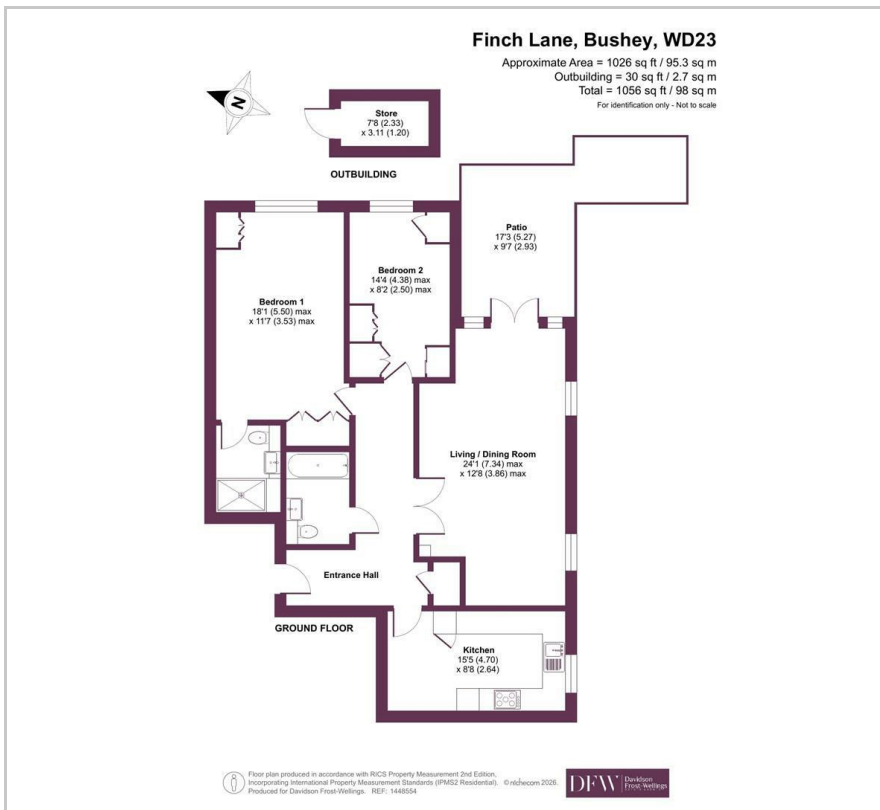 Finch Lane, Bushey, WD23
Approximate Area = 1026 sq ft / 95.3 sq m
Outbuilding = 30 sq ft / 2.7 sq m
Total = 1056 sq ft / 98 sq m
For identification only - Not to scale
N
Store
7'8 (2.33)
x 3.11 (1.20)
OUTBUILDING
Patio
17'3 (5.27)
x 9'7 (2.93)
Bedroom 2
14'4 (4.38) max
x 8'2 (2.50) max
Bedroom 1
18'1 (5.50) max
x 11'7 (3.53) max
Living / Dining Room
24'1 (7.34) max
x 12'8 (3.86) max
Entrance Hall
GROUND FLOOR
Kitchen
15'5 (4.70)
x 8'8 (2.64)
Floor plan produced in accordance with RICS Property Measurement 2nd Edition,
Incorporating International Property Measurement Standards (IPMS2 Residential). ©nichecom 2026.
Produced for Davidson Frost-Wellings. REF: 1448554
DFW
Davidson
Frost-Wellings